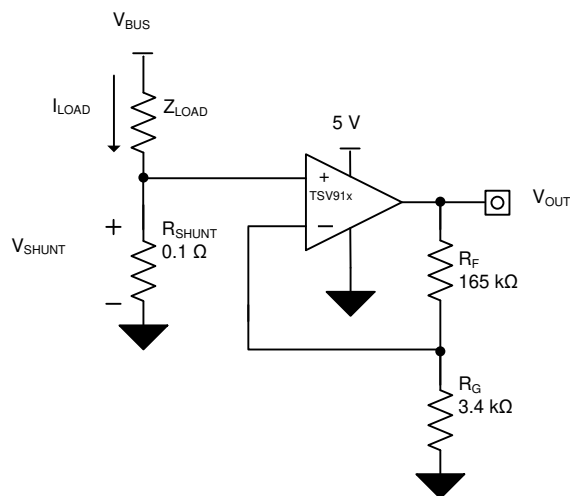 VBUS
ILOAD
ZLOAD
5 V
+
TSV91x
−
VOUT
+
VSHUNT
−
RSHUNT
0.1 Ω
RF
165 kΩ
RG
3.4 kΩ